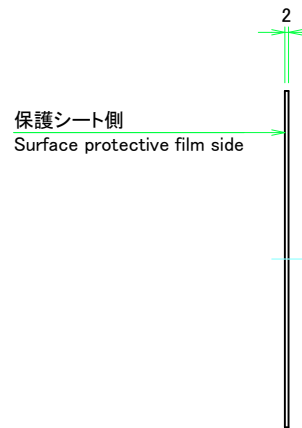 2
保護シート側
Surface protective film side